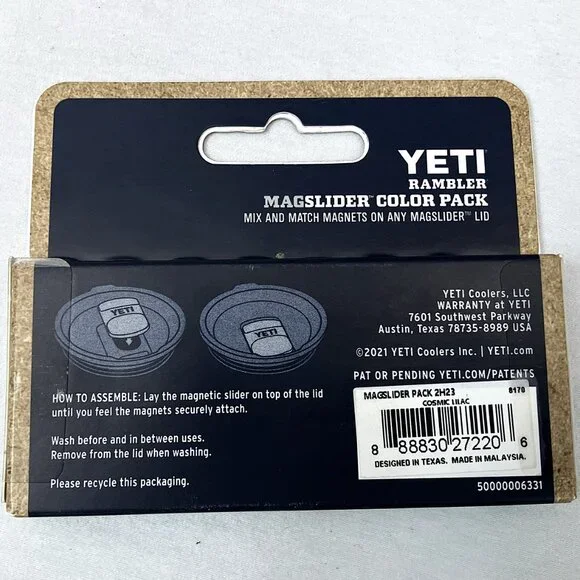 YETI
RAMBLER
MAGSLIDER™ COLOR PACK
MIX AND MATCH MAGNETS ON ANY MAGSLIDER™ LID
YETI
YETI
YETI Coolers, LLC
WARRANTY at YETI
7601 Southwest Parkway
Austin, Texas 78735-8989 USA
©2021 YETI Coolers Inc. | YETI.com
PAT OR PENDING YETI.COM/PATENTS
HOW TO ASSEMBLE: Lay the magnetic slider on top of the lid
until you feel the magnets securely attach.
Wash before and in between uses.
Remove from the lid when washing.
Please recycle this packaging.
MAGSLIDER PACK 2H23 8170
COSMIC LILAC
8 88830 27220 6
DESIGNED IN TEXAS. MADE IN MALAYSIA.
50000006331